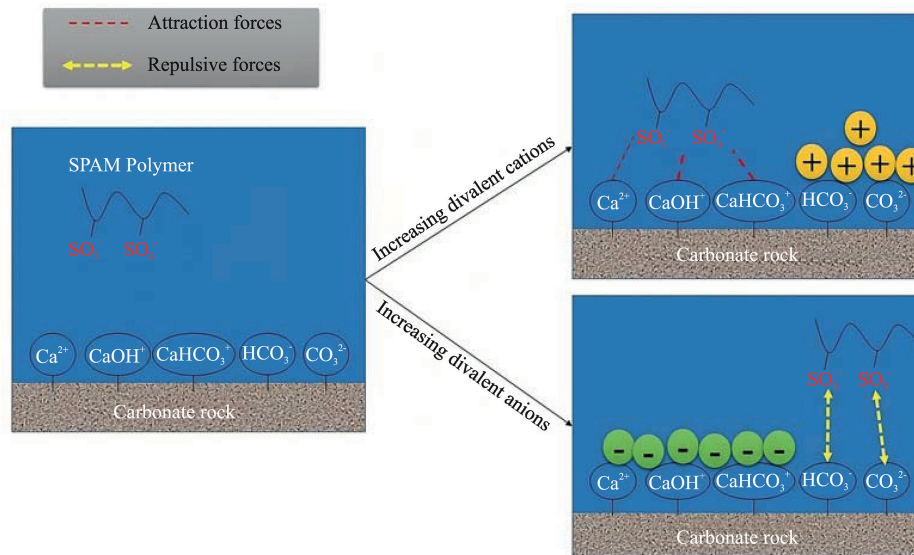 Attraction forces
Repulsive forces
SPAM Polymer
SO₃ SO₃
Ca²⁺ CaOH⁺ CaHCO₃⁺ HCO₃⁻ CO₃²⁻
Carbonate rock
Increasing divalent cations
Increasing divalent anions
SO₃ SO₃
+ + + + +
Ca²⁺ CaOH⁺ CaHCO₃⁺ HCO₃⁻ CO₃²⁻
Carbonate rock
SO₃ SO₃
- - - - - -
Ca²⁺ CaOH⁺ CaHCO₃⁺ HCO₃⁻ CO₃²⁻
Carbonate rock